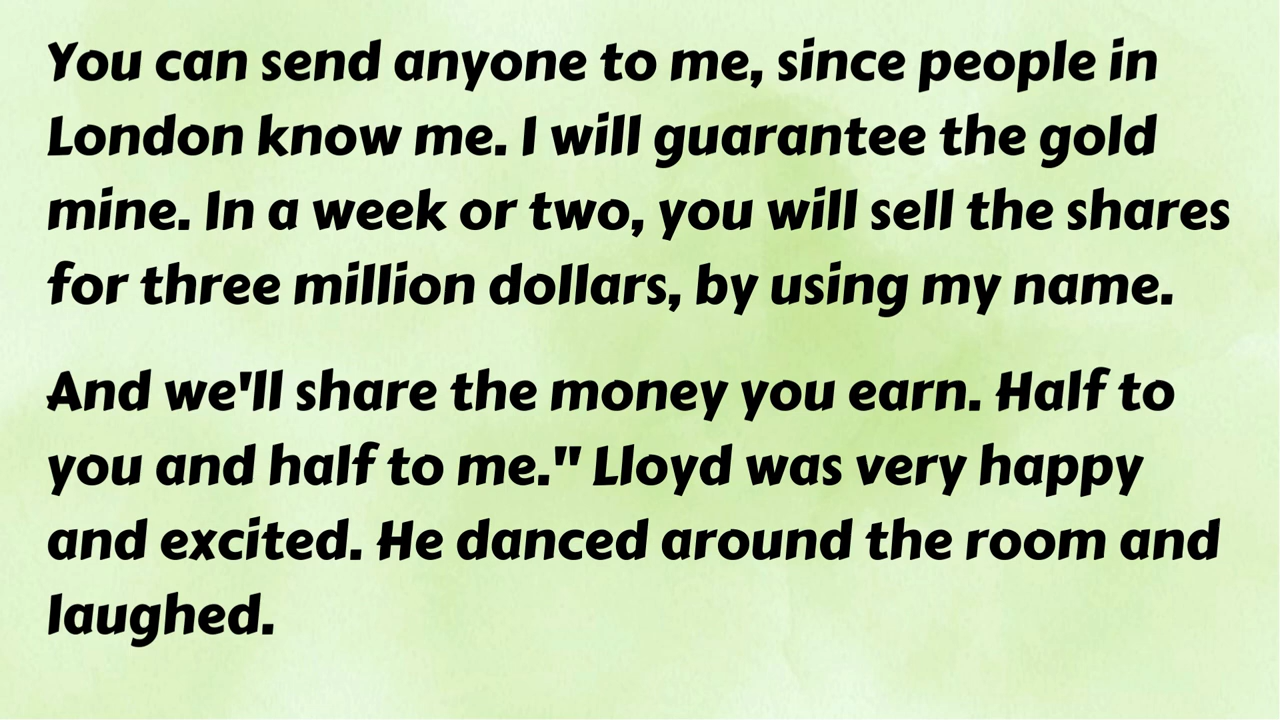 You can send anyone to me, since people in
London know me. I will guarantee the gold
mine. In a week or two, you will sell the shares
for three million dollars, by using my name.
And we'll share the money you earn. Half to
you and half to me." Lloyd was very happy
and excited. He danced around the room and
laughed.